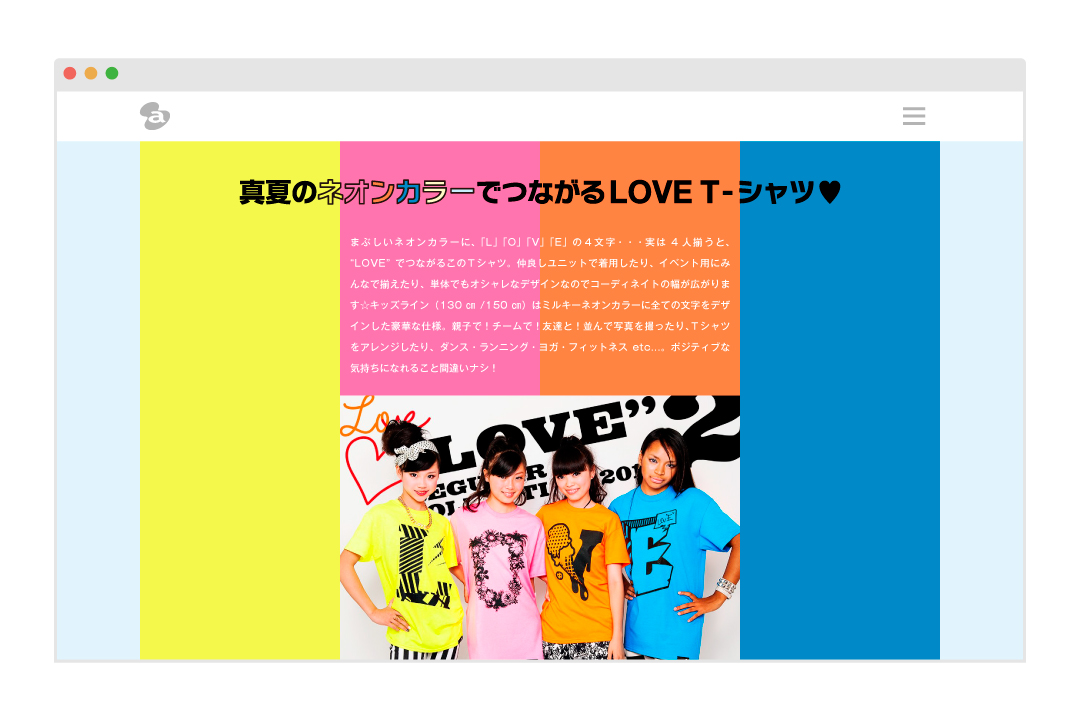 a
真夏のネオンカラーでつながるLOVE T-シャツ♥
まぶしいネオンカラーに、「L」「O」「V」「E」の4文字・・・実は 4 人揃うと、
“LOVE” でつながるこのTシャツ。仲良しユニットで着用したり、イベント用にみ
んなで揃えたり、単体でもオシャレなデザインなのでコーディネイトの幅が広がりま
す☆キッズライン（130 ㎝ /150 ㎝）はミルキーネオンカラーに全ての文字をデザ
インした豪華な仕様。親子で！チームで！友達と！並んで写真を撮ったり、Tシャツ
をアレンジしたり、ダンス・ランニング・ヨガ・フィットネス etc...。ポジティブな
気持ちになれること間違いナシ！
Love
LOVE” 2
L O V E